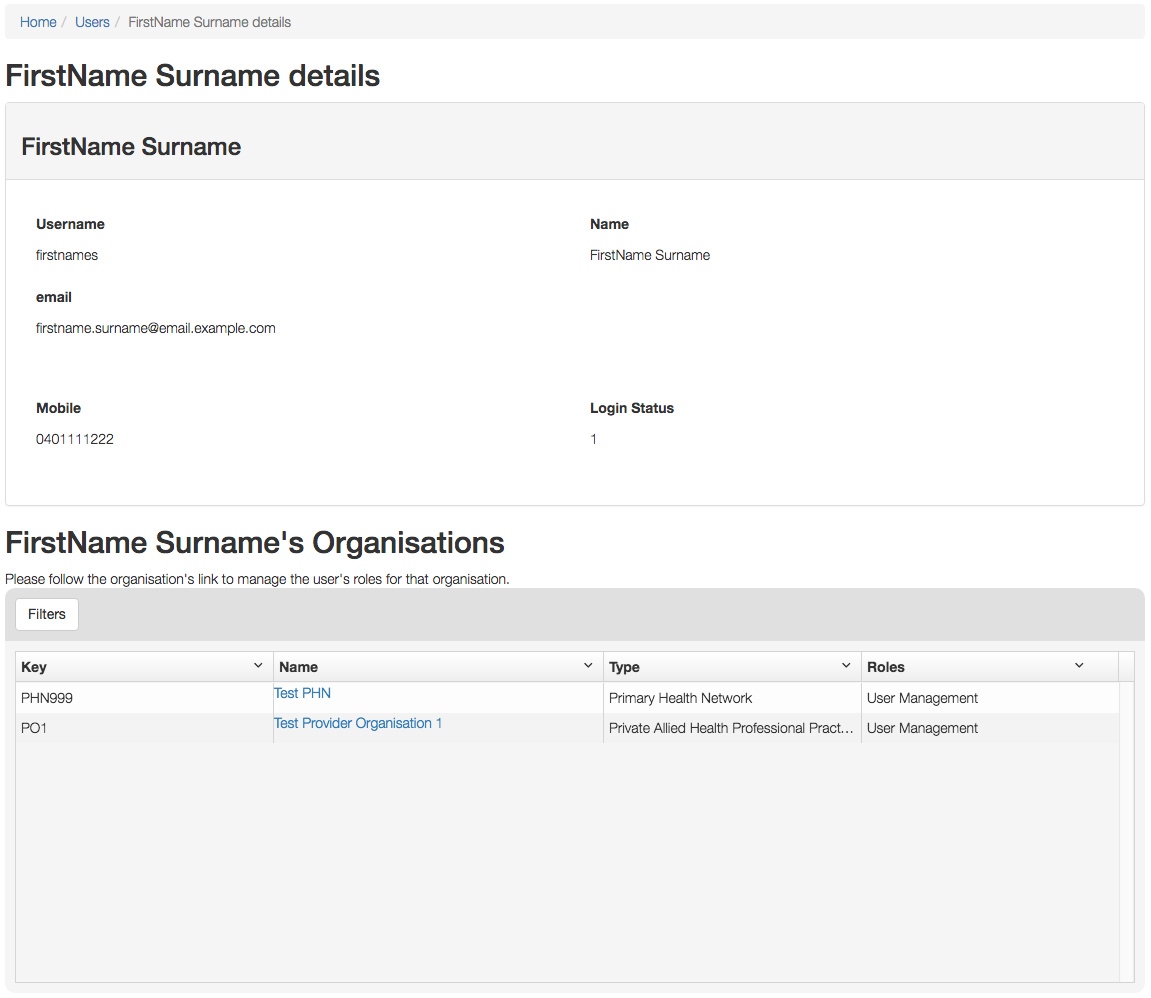 Home / Users / FirstName Surname details
FirstName Surname details
FirstName Surname
Username Name
firstnames FirstName Surname
email
firstname.surname@email.example.com
Mobile Login Status
0401111222 1
FirstName Surname's Organisations
Please follow the organisation's link to manage the user's roles for that organisation.
Filters
Key Name Type Roles
PHN999 Test PHN Primary Health Network User Management
PO1 Test Provider Organisation 1 Private Allied Health Professional Pract... User Management